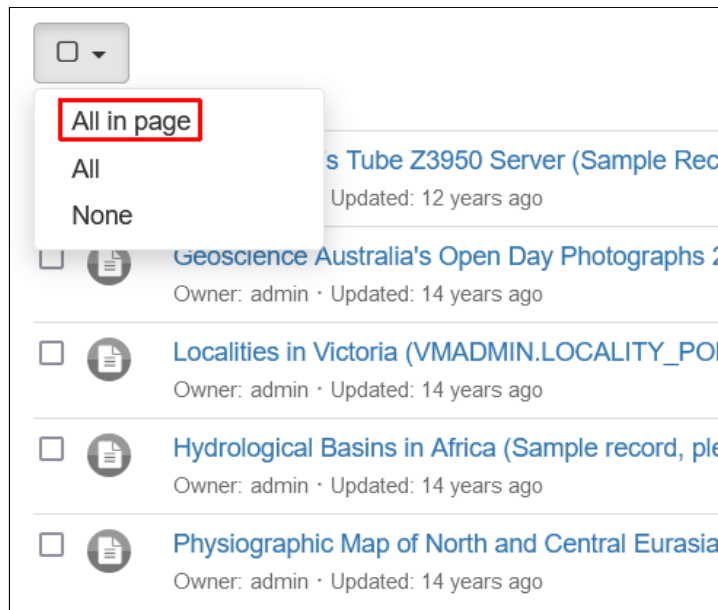 All in page
All
None
's Tube Z3950 Server (Sample Rec
Updated: 12 years ago
Geoscience Australia's Open Day Photographs 2
Owner: admin · Updated: 14 years ago
Localities in Victoria (VMADMIN.LOCALITY_POL
Owner: admin · Updated: 14 years ago
Hydrological Basins in Africa (Sample record, ple
Owner: admin · Updated: 14 years ago
Physiographic Map of North and Central Eurasia
Owner: admin · Updated: 14 years ago